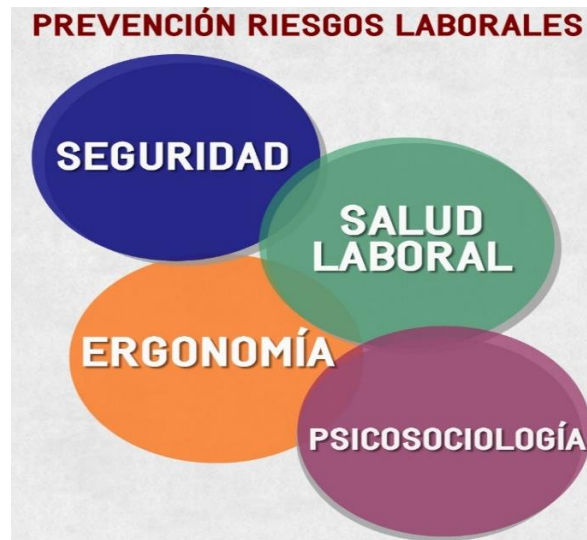 PREVENCIÓN RIESGOS LABORALES
SEGURIDAD
SALUD
LABORAL
ERGONOMÍA
PSICOSOCIOLOGÍA